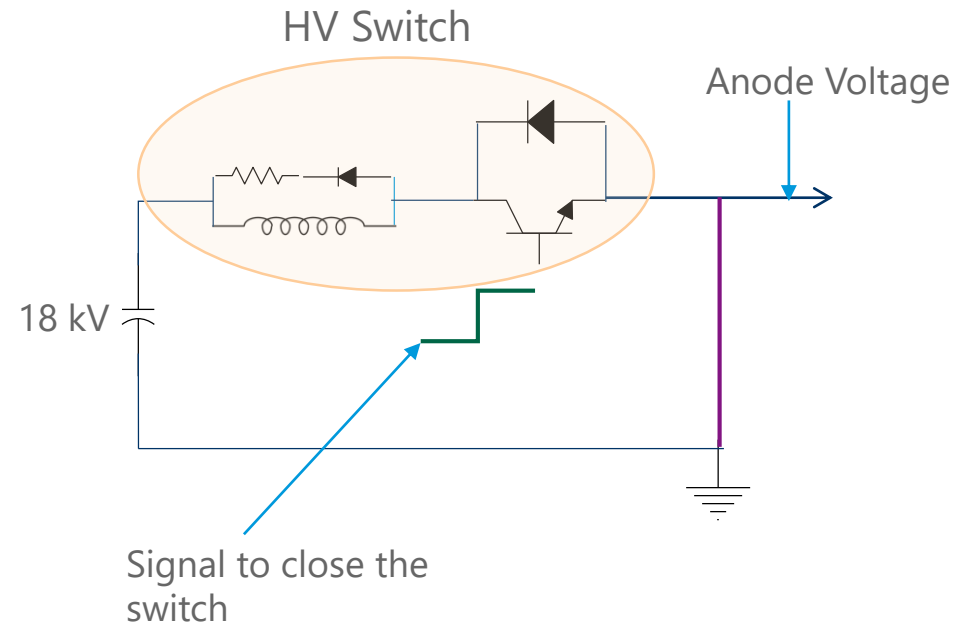 HV Switch
Anode Voltage
18 kV
Signal to close the
switch